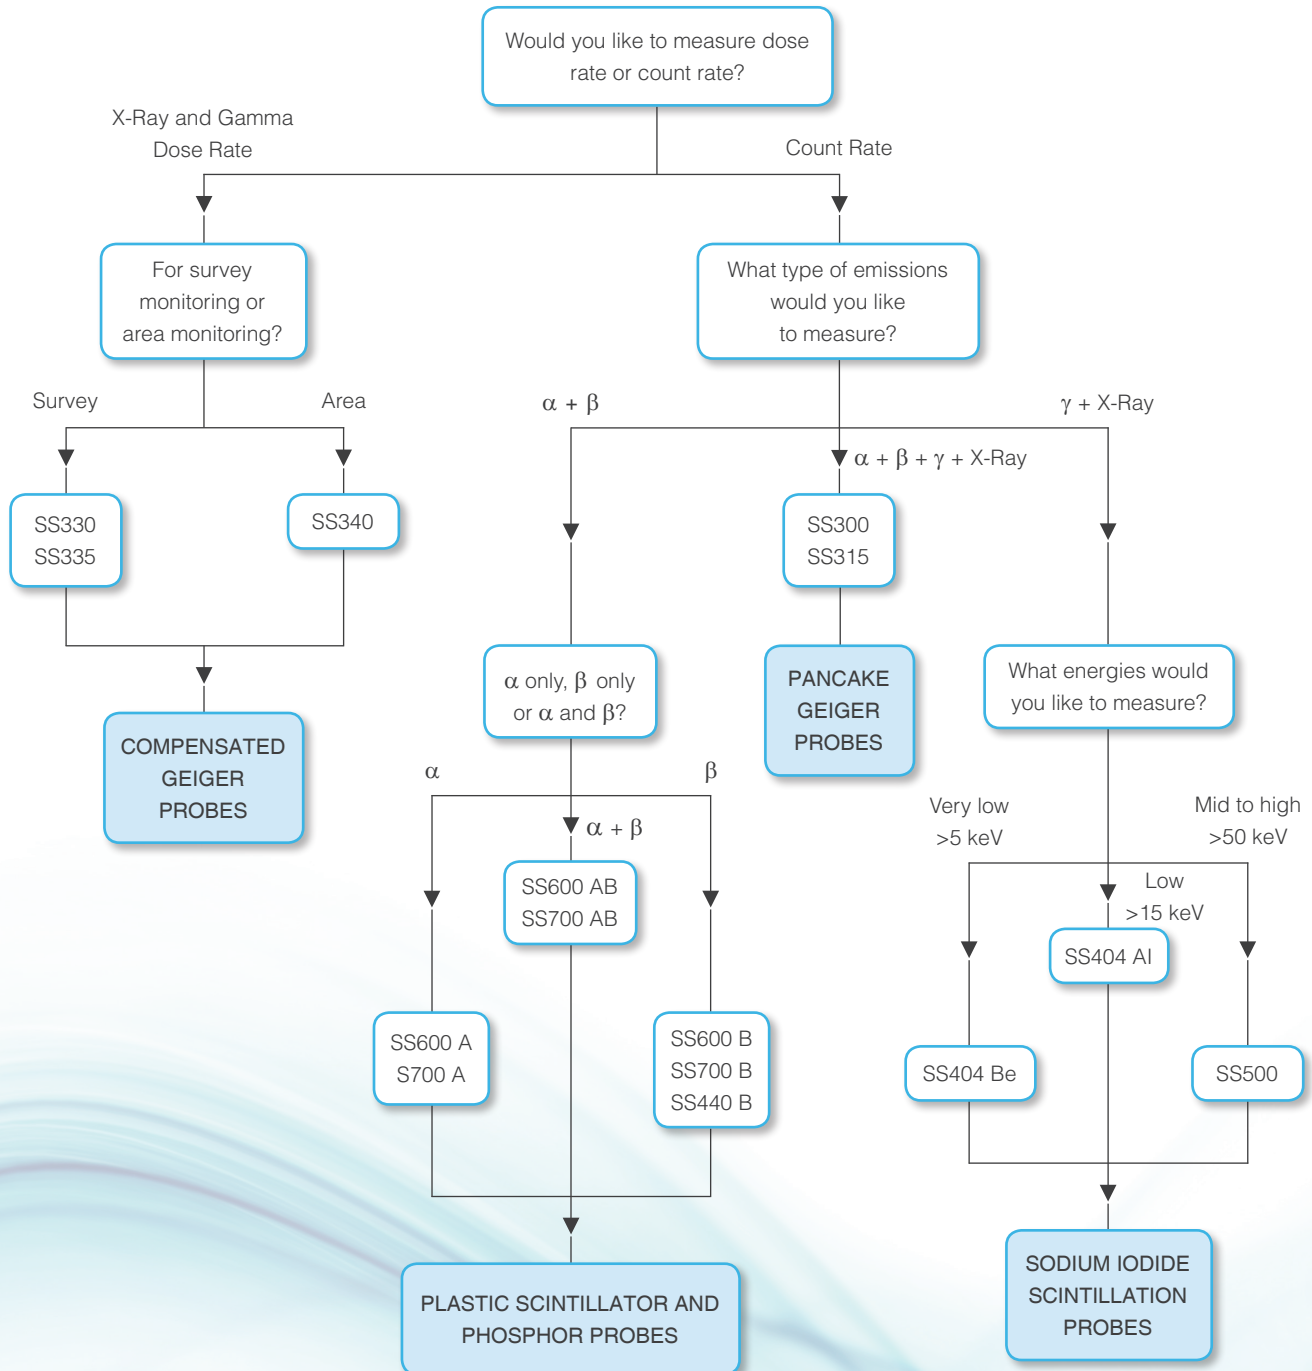 Would you like to measure dose
rate or count rate?
X-Ray and Gamma
Dose Rate
Count Rate
For survey
monitoring or
area monitoring?
What type of emissions
would you like
to measure?
Survey
Area
α + β
γ + X-Ray
α + β + γ + X-Ray
SS330
SS335
SS340
SS300
SS315
α only, β only
or α and β?
PANCAKE
GEIGER
PROBES
What energies would
you like to measure?
COMPENSATED
GEIGER
PROBES
α
β
α + β
Very low
>5 keV
Mid to high
>50 keV
Low
>15 keV
SS600 AB
SS700 AB
SS404 Al
SS600 A
S700 A
SS600 B
SS700 B
SS440 B
SS404 Be
SS500
PLASTIC SCINTILLATOR AND
PHOSPHOR PROBES
SODIUM IODIDE
SCINTILLATION
PROBES